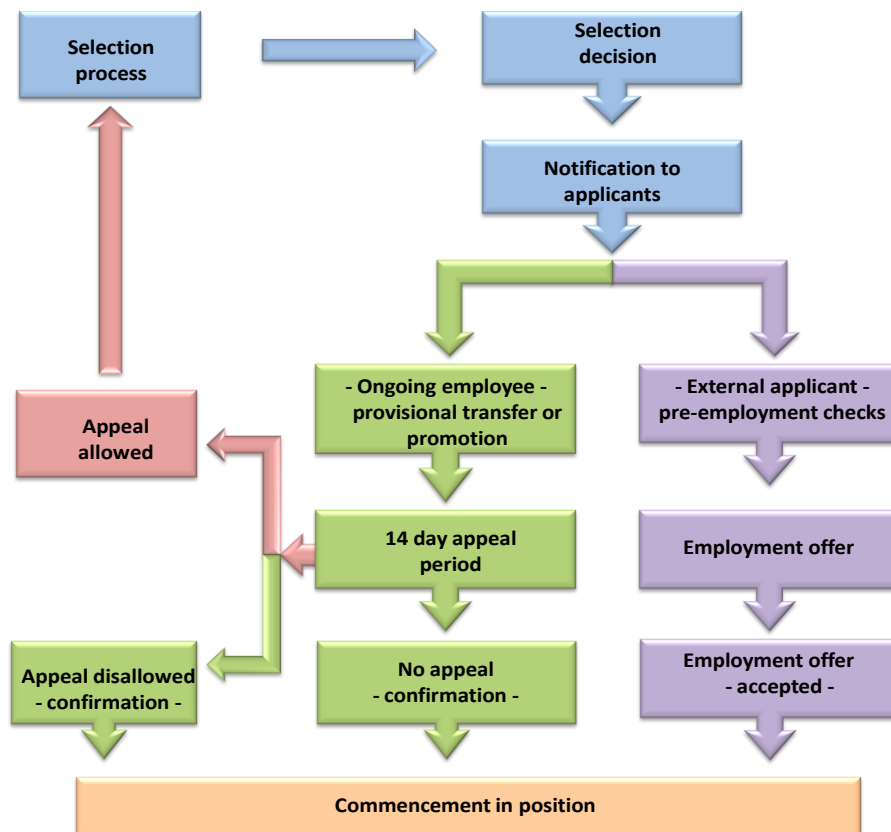 Selection
process
Selection
decision
Notification to
applicants
- Ongoing employee -
provisional transfer or
promotion
- External applicant -
pre-employment checks
Appeal
allowed
14 day appeal
period
Employment offer
Appeal disallowed
- confirmation -
No appeal
- confirmation -
Employment offer
- accepted -
Commencement in position